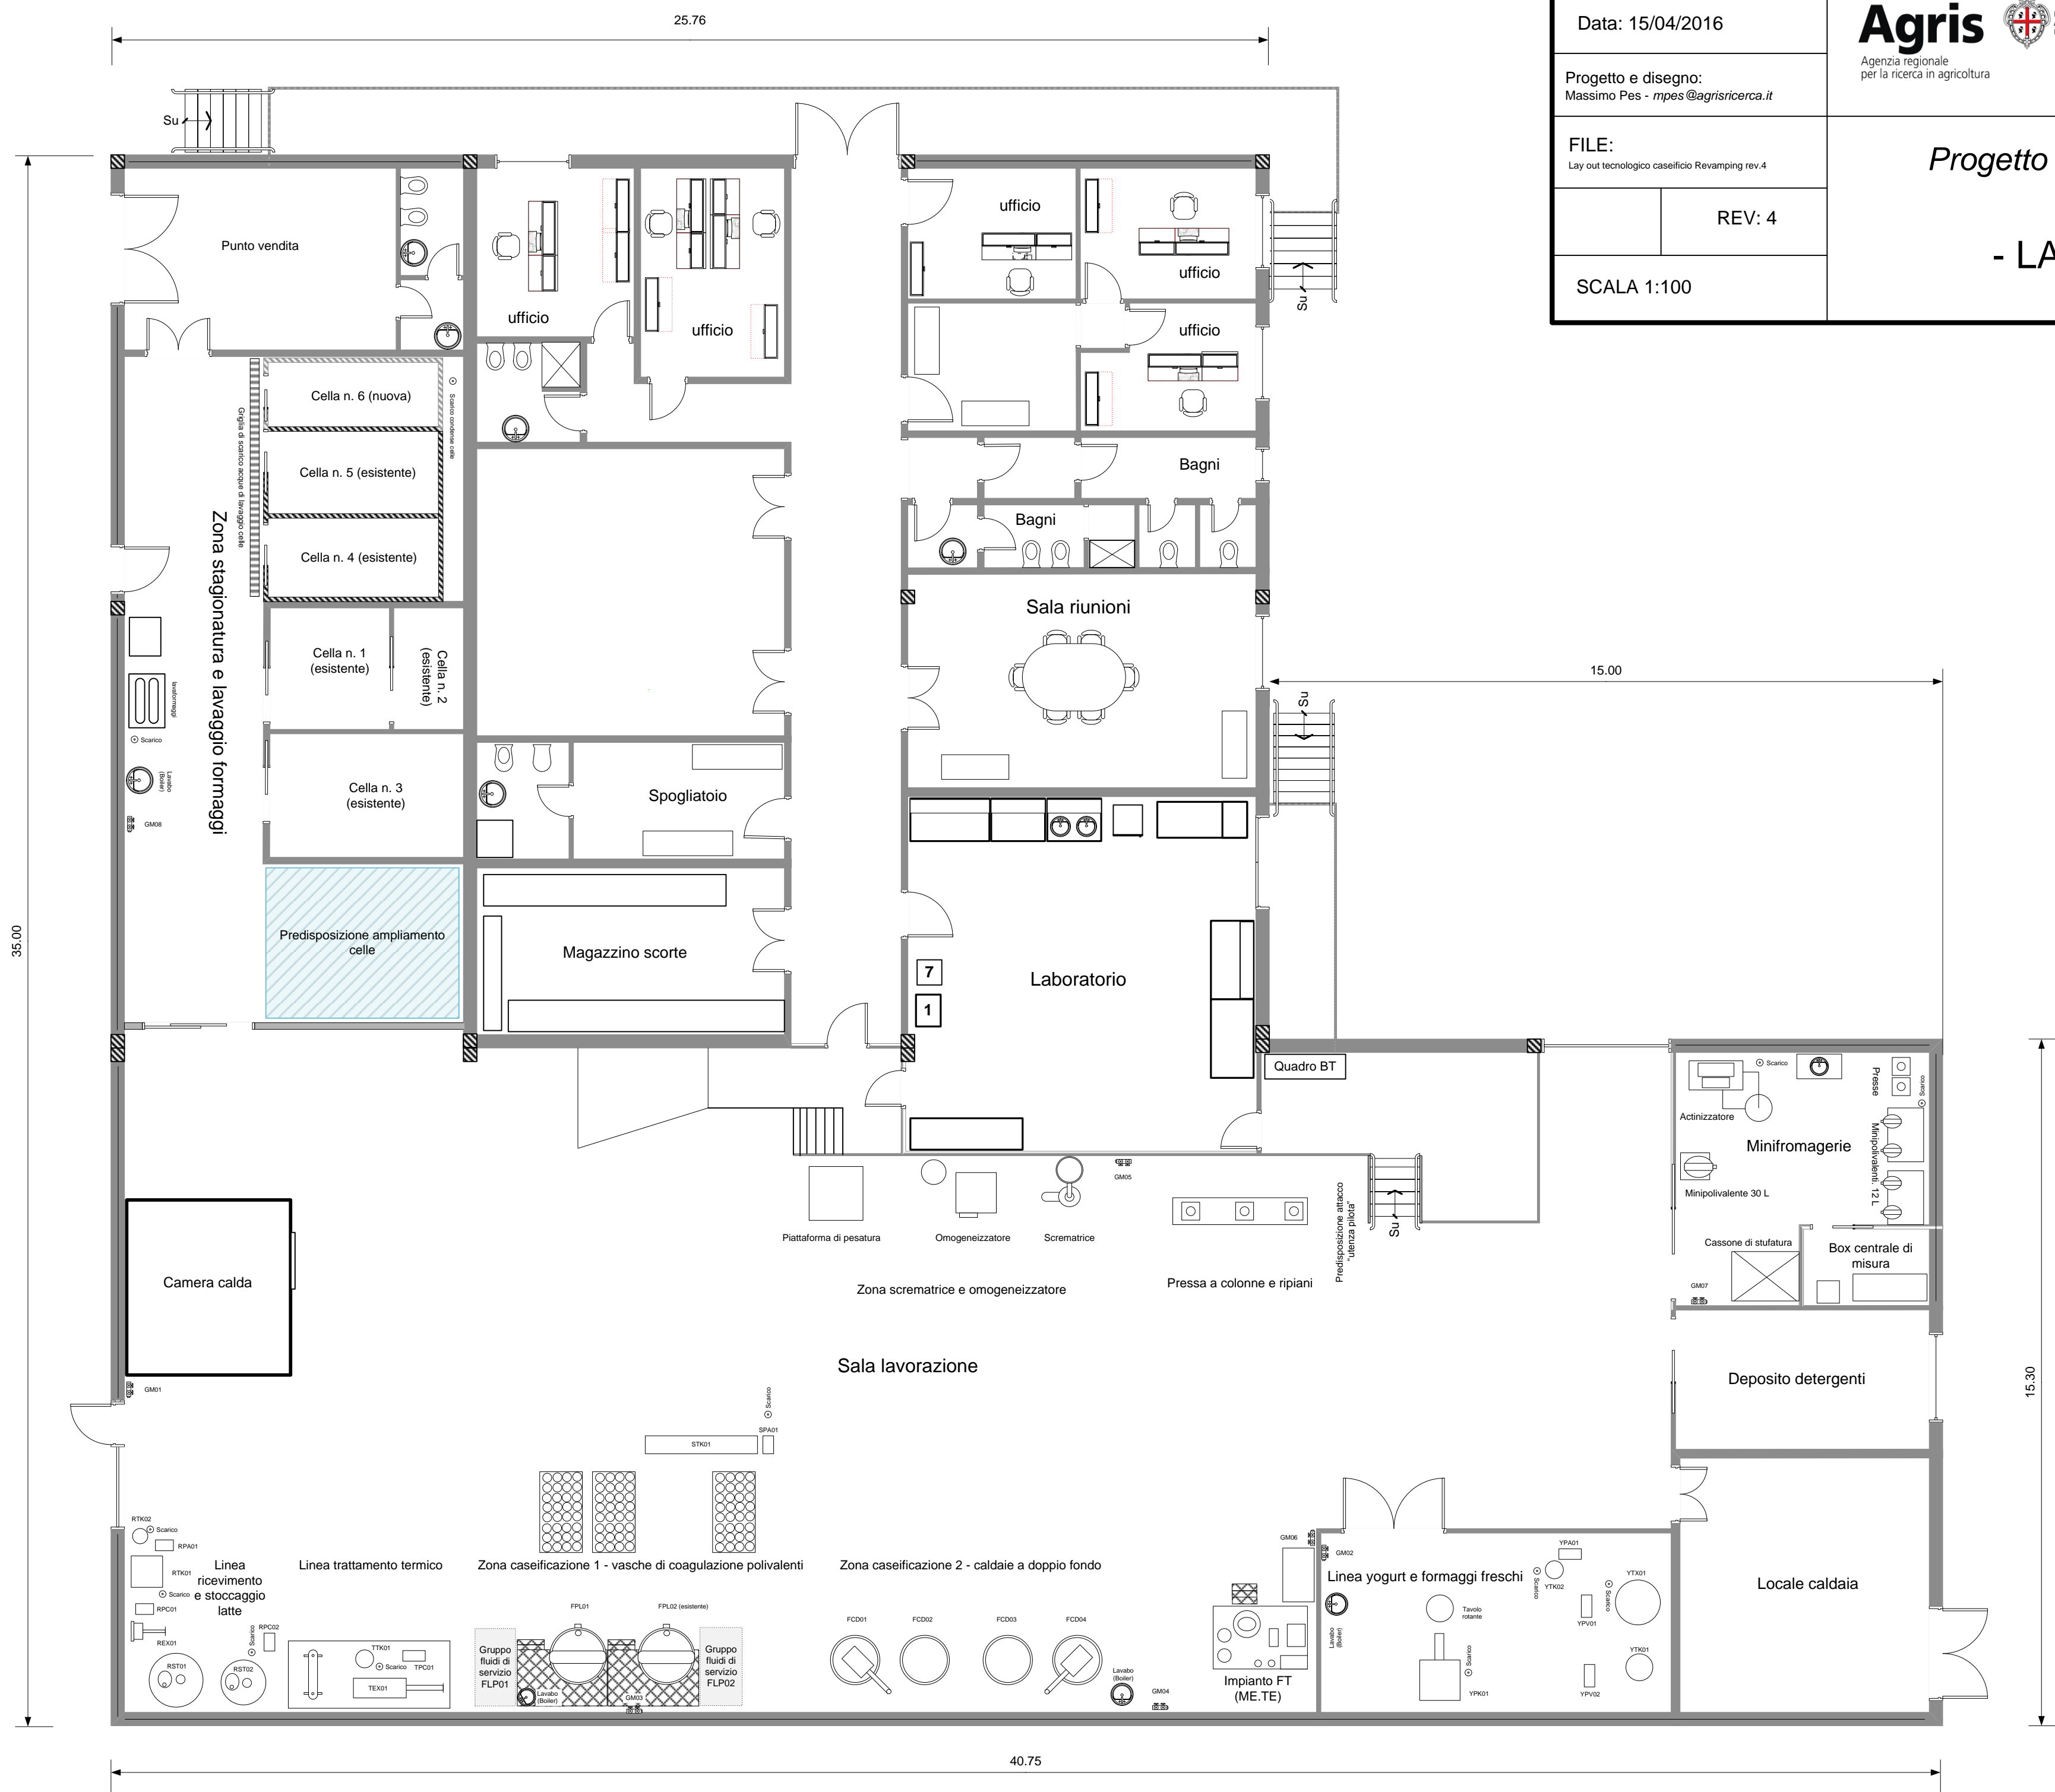 25.76
Data: 15/04/2016
Agris
Agenzia regionale
per la ricerca in agricoltura
Progetto e disegno:
Massimo Pes - mpes@agrisricerca.it
FILE:
Lay out tecnologico caseificio Revamping rev.4
Progetto
REV: 4
- LA
SCALA 1:100
Su
Punto vendita
ufficio
ufficio
ufficio
ufficio
ufficio
Su
Cella n. 6 (nuova)
Scarico condense celle
Griglia di scarico acque di lavaggio celle
Cella n. 5 (esistente)
Cella n. 4 (esistente)
Zona stagionatura e lavaggio formaggi
Bagni
Bagni
Sala riunioni
Cella n. 1
(esistente)
Cella n. 2
(esistente)
lavaformaggi
Scarico
Lavabo
(Boiler)
GM08
Cella n. 3
(esistente)
Spogliatoio
Su
15.00
35.00
Predisposizione ampliamento
celle
Magazzino scorte
7
1
Laboratorio
Quadro BT
Scarico
Presse
Scarico
Actinizzatore
Minifromagerie
Minipolivalenti. 12 L
Minipolivalente 30 L
GM05
Piattaforma di pesatura
Omogeneizzatore
Scrematrice
Predisposizione attacco
"utenza pilota"
Su
Cassone di stufatura
Box centrale di
misura
GM07
Camera calda
Zona scrematrice e omogeneizzatore
Pressa a colonne e ripiani
Sala lavorazione
Deposito detergenti
15.30
GM01
Scarico
SPA01
STK01
RTK02
Scarico
RPA01
RTK01
Scarico
RPC01
REX01
RPC02
Scarico
RST01
RST02
Linea
ricevimento
e stoccaggio
latte
Linea trattamento termico
TTK01
Scarico
TPC01
TEX01
Zona caseificazione 1 - vasche di coagulazione polivalenti
FPL01
FPL02 (esistente)
Gruppo
fluidi di
servizio
FLP01
Gruppo
fluidi di
servizio
FLP02
Lavabo
(Boiler)
GM03
Zona caseificazione 2 - caldaie a doppio fondo
FCD01
FCD02
FCD03
FCD04
Lavabo
(Boiler)
GM04
GM06
Impianto FT
(ME.TE)
GM02
Linea yogurt e formaggi freschi
Lavabo
(Boiler)
Tavolo
rotante
Scarico
YPK01
Scarico
YPA01
YTK02
Scarico
YTX01
YPV01
YTK01
YPV02
Locale caldaia
40.75